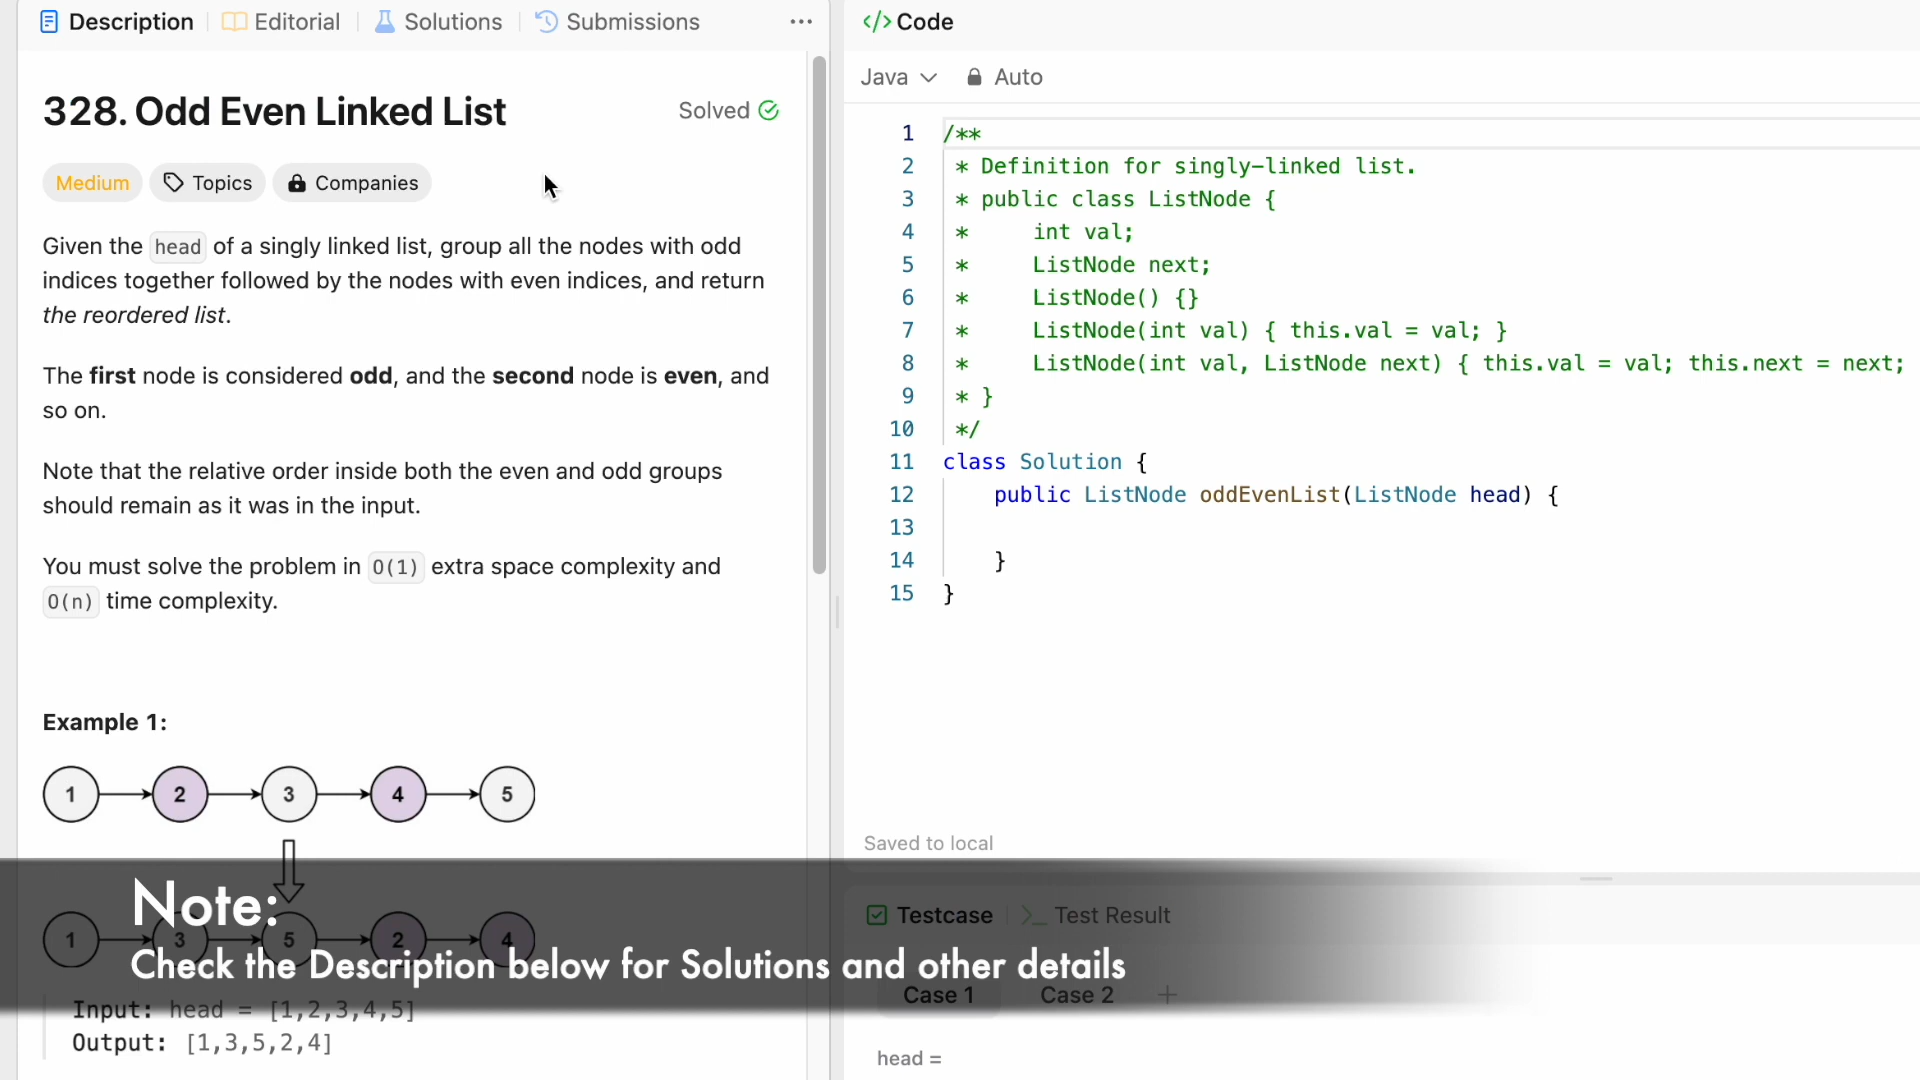 Description
Editorial
Solutions
Submissions
328. Odd Even Linked List
Solved
Medium
Topics
Companies
Given the head of a singly linked list, group all the nodes with odd
indices together followed by the nodes with even indices, and return
the reordered list.
The first node is considered odd, and the second node is even, and
so on.
Note that the relative order inside both the even and odd groups
should remain as it was in the input.
You must solve the problem in O(1) extra space complexity and
O(n) time complexity.
Example 1:
1 2 3 4 5
1 3 5 2 4
Input: head = [1,2,3,4,5]
Output: [1,3,5,2,4]
</> Code
Java
Auto
1 /**
2 * Definition for singly-linked list.
3 * public class ListNode {
4 * int val;
5 * ListNode next;
6 * ListNode() {}
7 * ListNode(int val) { this.val = val; }
8 * ListNode(int val, ListNode next) { this.val = val; this.next = next;
9 * }
10 */
11 class Solution {
12 public ListNode oddEvenList(ListNode head) {
13
14 }
15 }
Saved to local
Testcase
>_ Test Result
Case 1
Case 2
+
head =
Note:
Check the Description below for Solutions and other details